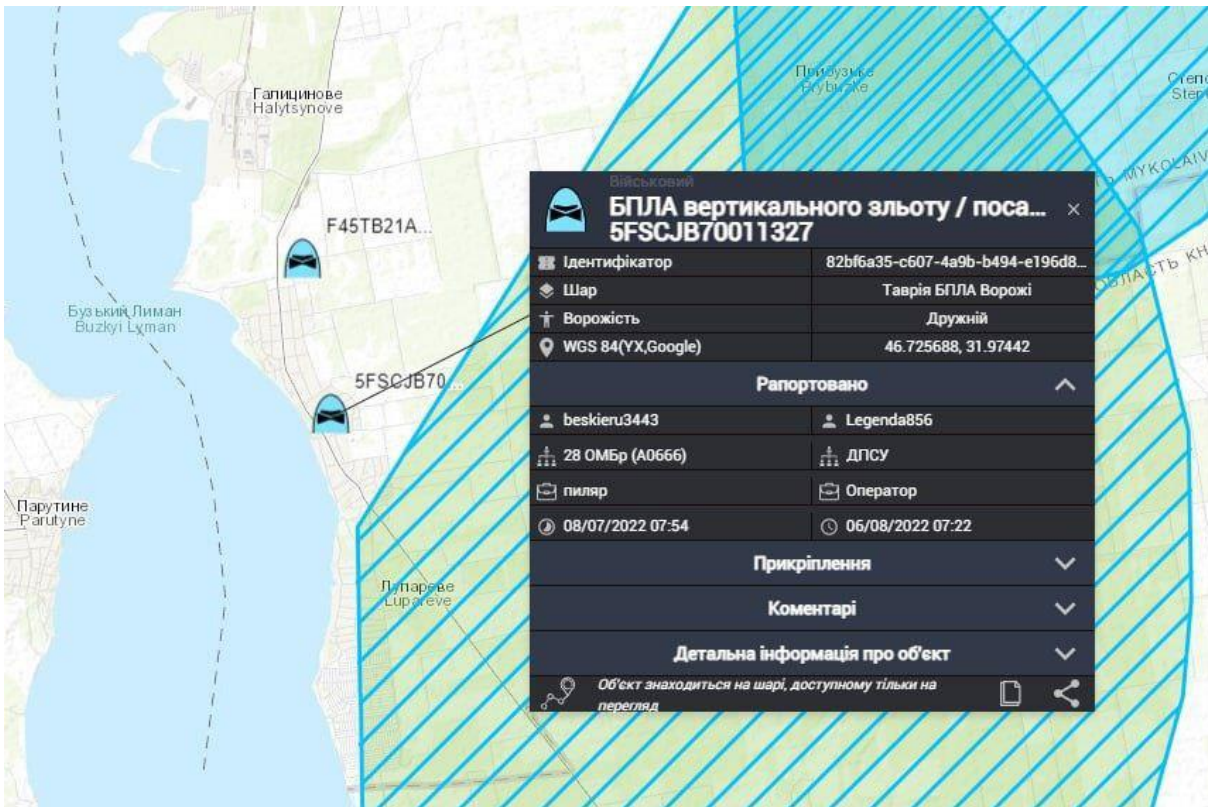 Галицинове
Halytsynove
F45TB21A...
Бузький Лиман
Buzkyi Lyman
5FSCJB70...
Парутине
Parutyne
Лупареве
Lupareve
Прибузьке
Prybuzke
MYKOLAIV
Військовий
БПЛА вертикального зльоту / поса... ×
5FSCJB70011327
Ідентифікатор 82bf6a35-c607-4a9b-b494-e196d8...
Шар Таврія БПЛА Ворожі
Ворожість Дружній
WGS 84(YX,Google) 46.725688, 31.97442
Рапортовано
beskieru3443 Legenda856
28 ОМБр (А0666) ДПСУ
пиляр Оператор
08/07/2022 07:54 06/08/2022 07:22
Прикріплення
Коментарі
Детальна інформація про об'єкт
Об'єкт знаходиться на шарі, доступному тільки на
перегляд